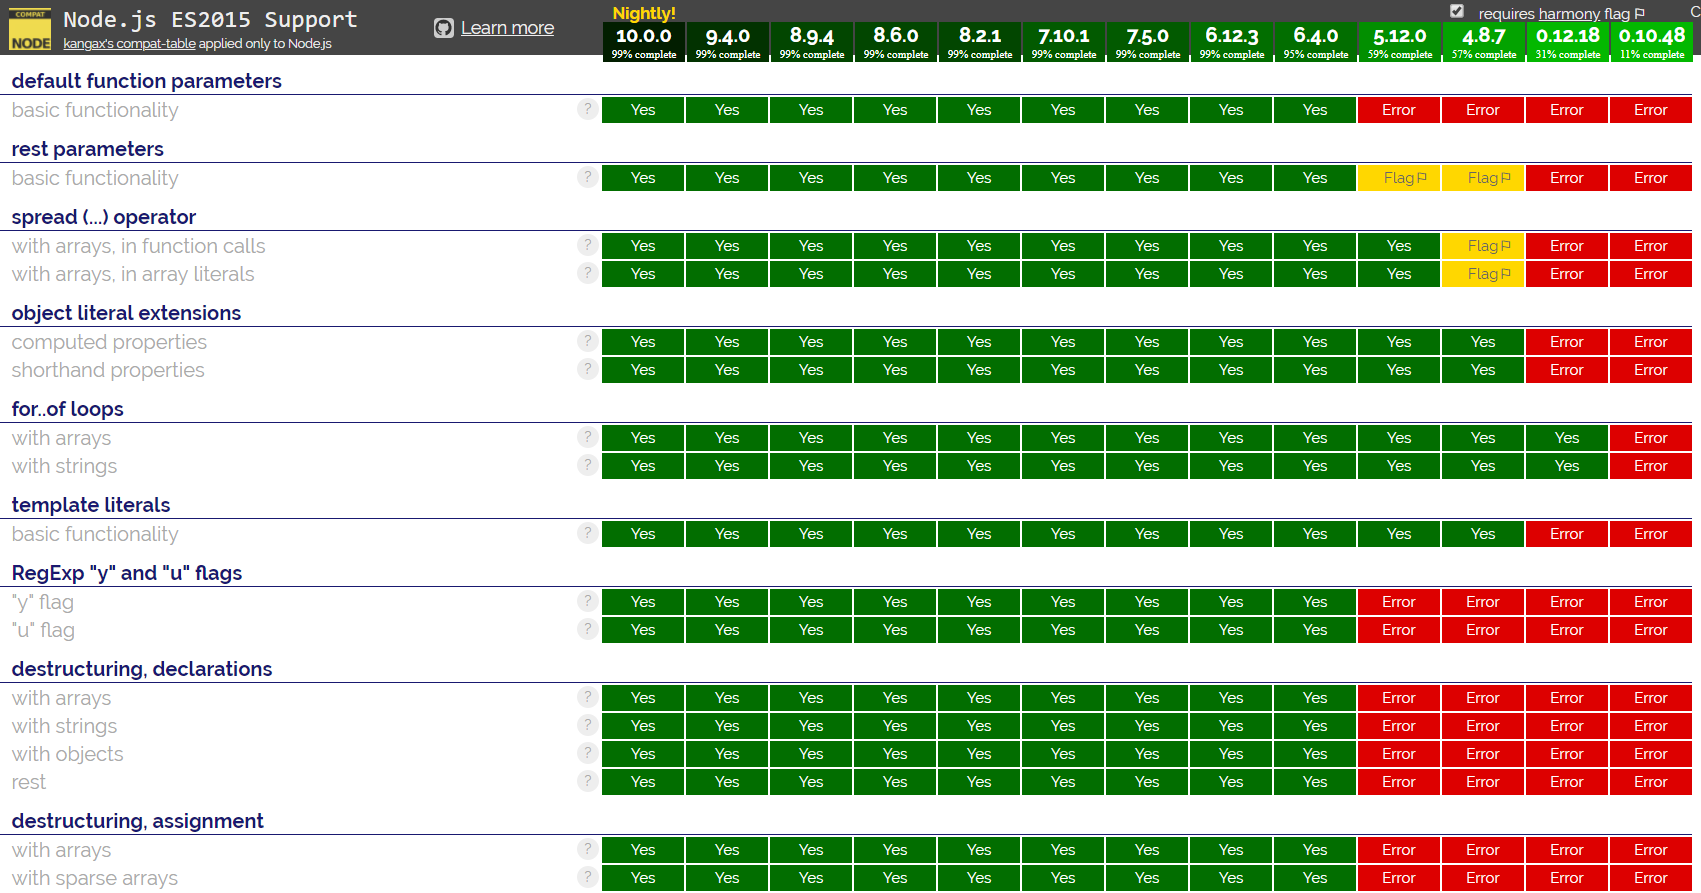 COMPAT
NODE
Node.js ES2015 Support
kangax's compat-table applied only to Node.js
Learn more
Nightly!
requires harmony flag
C
10.0.0 9.4.0 8.9.4 8.6.0 8.2.1 7.10.1 7.5.0 6.12.3 6.4.0 5.12.0 4.8.7 0.12.18 0.10.48
99% complete 99% complete 99% complete 99% complete 99% complete 99% complete 99% complete 99% complete 95% complete 59% complete 57% complete 31% complete 11% complete
default function parameters
basic functionality ? Yes Yes Yes Yes Yes Yes Yes Yes Yes Error Error Error Error
rest parameters
basic functionality ? Yes Yes Yes Yes Yes Yes Yes Yes Yes Flag Flag Error Error
spread (...) operator
with arrays, in function calls ? Yes Yes Yes Yes Yes Yes Yes Yes Yes Yes Flag Error Error
with arrays, in array literals ? Yes Yes Yes Yes Yes Yes Yes Yes Yes Yes Flag Error Error
object literal extensions
computed properties ? Yes Yes Yes Yes Yes Yes Yes Yes Yes Yes Yes Error Error
shorthand properties ? Yes Yes Yes Yes Yes Yes Yes Yes Yes Yes Yes Error Error
for..of loops
with arrays ? Yes Yes Yes Yes Yes Yes Yes Yes Yes Yes Yes Yes Error
with strings ? Yes Yes Yes Yes Yes Yes Yes Yes Yes Yes Yes Yes Error
template literals
basic functionality ? Yes Yes Yes Yes Yes Yes Yes Yes Yes Yes Yes Error Error
RegExp "y" and "u" flags
"y" flag ? Yes Yes Yes Yes Yes Yes Yes Yes Yes Error Error Error Error
"u" flag ? Yes Yes Yes Yes Yes Yes Yes Yes Yes Error Error Error Error
destructuring, declarations
with arrays ? Yes Yes Yes Yes Yes Yes Yes Yes Yes Error Error Error Error
with strings ? Yes Yes Yes Yes Yes Yes Yes Yes Yes Error Error Error Error
with objects ? Yes Yes Yes Yes Yes Yes Yes Yes Yes Error Error Error Error
rest ? Yes Yes Yes Yes Yes Yes Yes Yes Yes Error Error Error Error
destructuring, assignment
with arrays ? Yes Yes Yes Yes Yes Yes Yes Yes Yes Error Error Error Error
with sparse arrays ? Yes Yes Yes Yes Yes Yes Yes Yes Yes Error Error Error Error